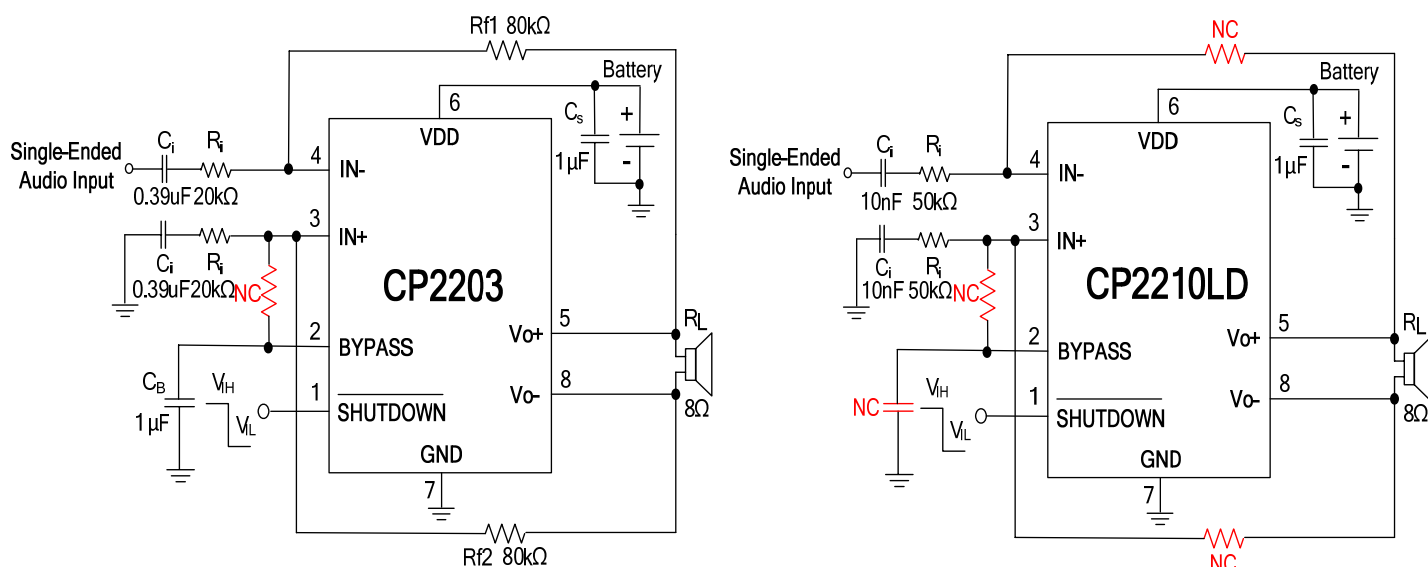 Rf1 80kΩ
Battery
6
VDD
Cs
+
1µF
-
Single-Ended
Audio Input
Ci
Ri
0.39uF 20kΩ
4
IN-
3
IN+
Ci
Ri
0.39uF 20kΩ
NC
CP2203
2
BYPASS
CB
1µF
VIH
VIL
1
SHUTDOWN
Vo+
5
Vo-
8
RL
8Ω
GND
7
Rf2 80kΩ
NC
Battery
6
VDD
Cs
+
1µF
-
Single-Ended
Audio Input
Ci
Ri
10nF 50kΩ
4
IN-
3
IN+
Ci
Ri
10nF 50kΩ
NC
CP2210LD
2
BYPASS
NC
VIH
VIL
1
SHUTDOWN
Vo+
5
Vo-
8
RL
8Ω
GND
7
NC